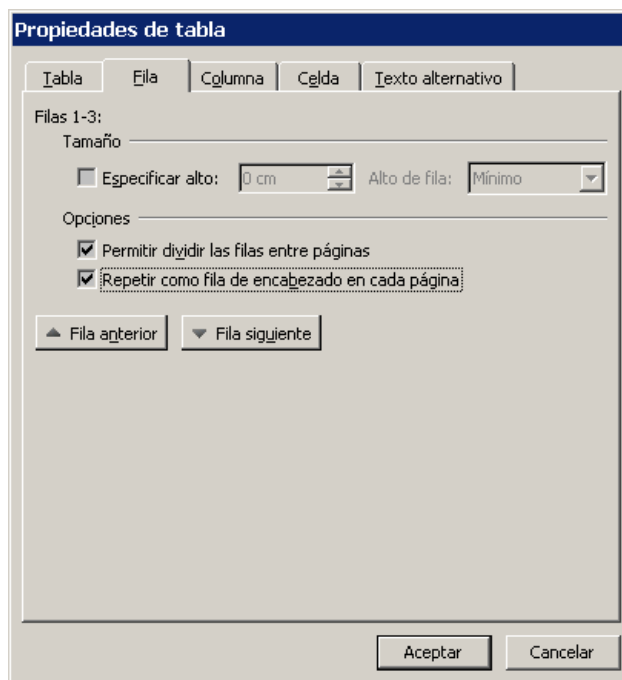 Propiedades de tabla
Tabla Fila Columna Celda Texto alternativo
Filas 1-3:
Tamaño
Especificar alto: 0 cm Alto de fila: Mínimo
Opciones
Permitir dividir las filas entre páginas
Repetir como fila de encabezado en cada página
Fila anterior Fila siguiente
Aceptar Cancelar